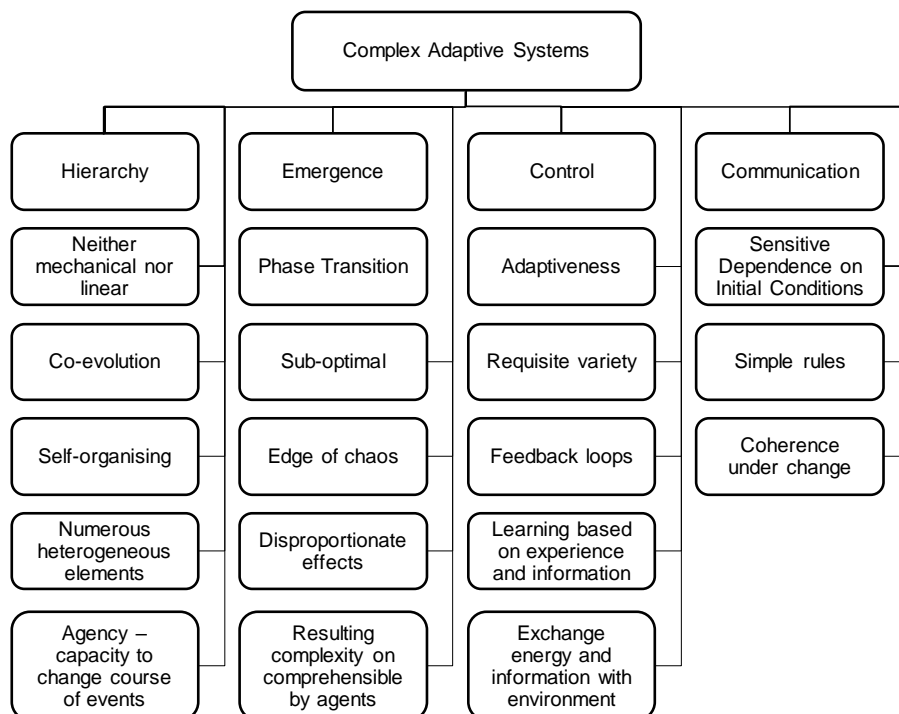 Complex Adaptive Systems
Hierarchy
Emergence
Control
Communication
Neither
mechanical nor
linear
Phase Transition
Adaptiveness
Sensitive
Dependence on
Initial Conditions
Co-evolution
Sub-optimal
Requisite variety
Simple rules
Self-organising
Edge of chaos
Feedback loops
Coherence
under change
Numerous
heterogeneous
elements
Disproportionate
effects
Learning based
on experience
and information
Agency –
capacity to
change course
of events
Resulting
complexity on
comprehensible
by agents
Exchange
energy and
information with
environment